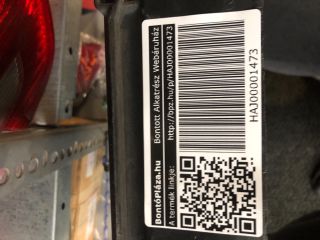 BontóPláza.hu Bontott Alkatrész Webáruház
A termék linkje: http://bpz.hu/p/HAJ00001473
HAJ00001473